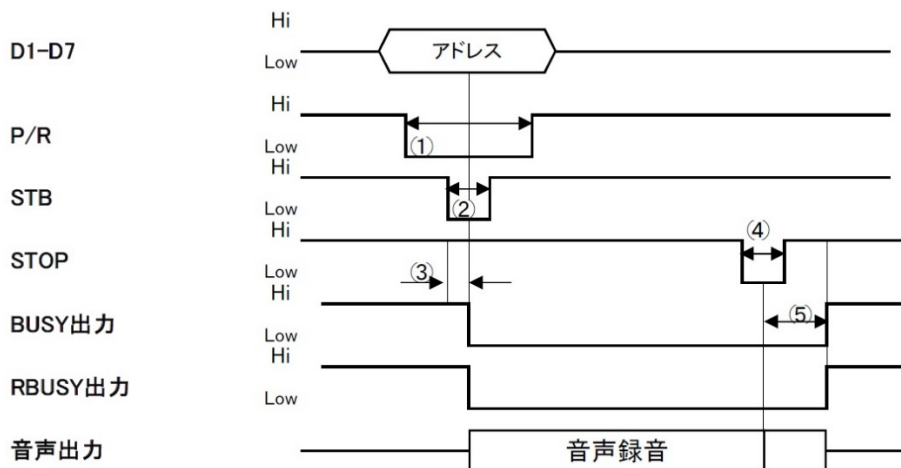 Hi
D1-D7
アドレス
Low
Hi
P/R
Low
①
Hi
STB
Low
②
Hi
④
STOP
Low
③
Hi
⑤
BUSY出力
Low
Hi
RBUSY出力
Low
音声出力
音声録音